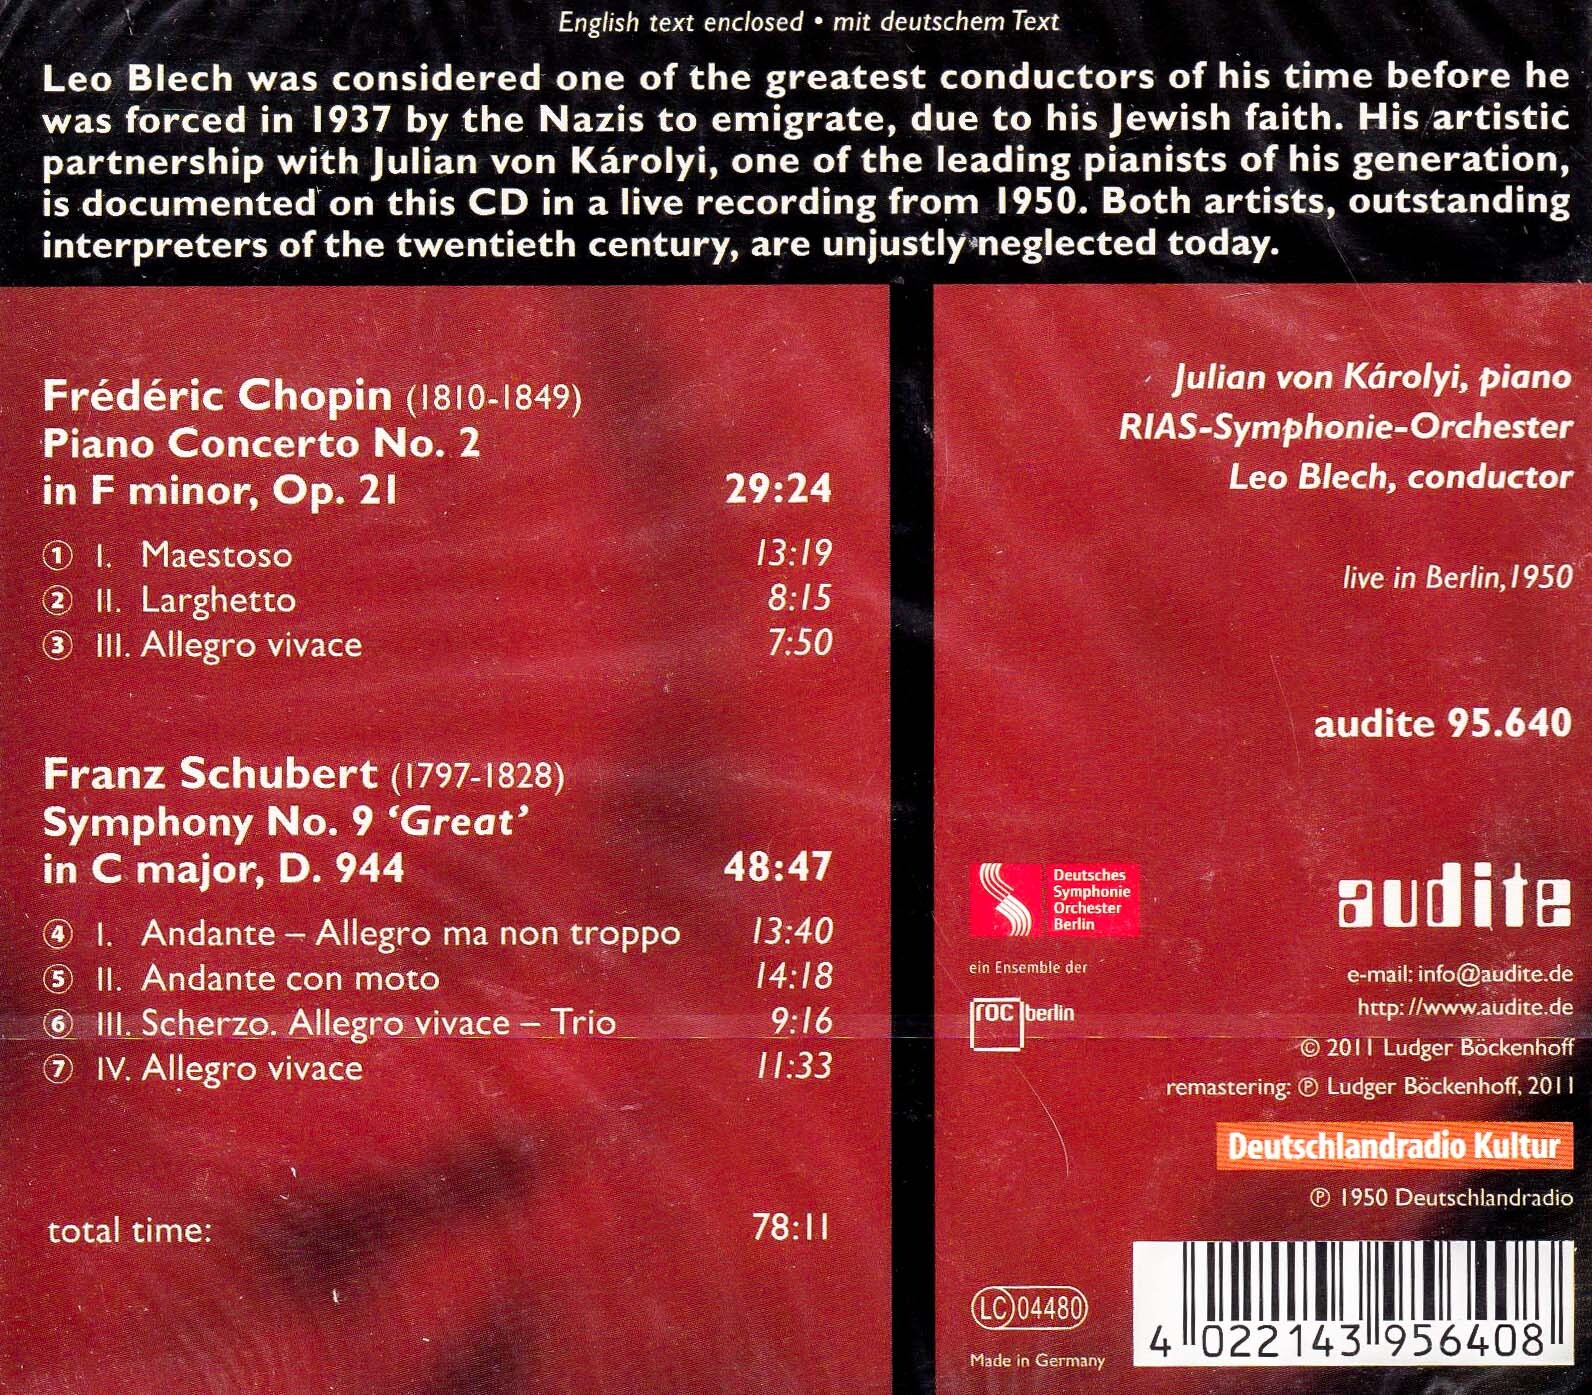 English text enclosed • mit deutschem Text
Leo Blech was considered one of the greatest conductors of his time before he
was forced in 1937 by the Nazis to emigrate, due to his Jewish faith. His artistic
partnership with Julian von Károlyi, one of the leading pianists of his generation,
is documented on this CD in a live recording from 1950. Both artists, outstanding
interpreters of the twentieth century, are unjustly neglected today.
Frédéric Chopin (1810-1849)
Piano Concerto No. 2
in F minor, Op. 21 29:24
① I. Maestoso 13:19
② II. Larghetto 8:15
③ III. Allegro vivace 7:50
Franz Schubert (1797-1828)
Symphony No. 9 ‘Great’
in C major, D. 944 48:47
④ I. Andante – Allegro ma non troppo 13:40
⑤ II. Andante con moto 14:18
⑥ III. Scherzo. Allegro vivace – Trio 9:16
⑦ IV. Allegro vivace 11:33
total time: 78:11
Julian von Károlyi, piano
RIAS-Symphonie-Orchester
Leo Blech, conductor
live in Berlin, 1950
audite 95.640
Deutsches
Symphonie
Orchester
Berlin
ein Ensemble der
roc berlin
audite
e-mail: info@audite.de
http://www.audite.de
© 2011 Ludger Böckenhoff
remastering: ℗ Ludger Böckenhoff, 2011
Deutschlandradio Kultur
℗ 1950 Deutschlandradio
LC 04480
Made in Germany
4 022143 956408